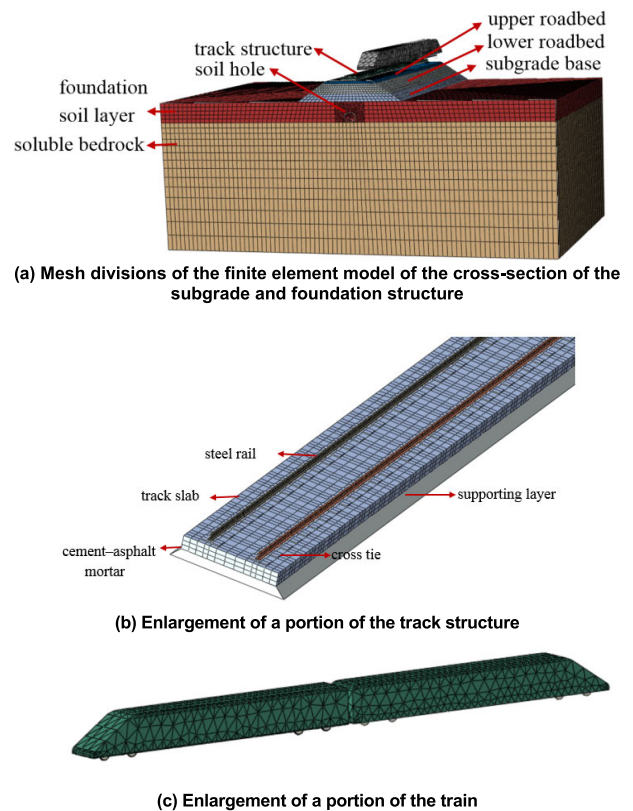 upper roadbed
track structure
lower roadbed
soil hole
subgrade base
foundation
soil layer
soluble bedrock
(a) Mesh divisions of the finite element model of the cross-section of the
subgrade and foundation structure
steel rail
track slab
supporting layer
cement–asphalt
mortar
cross tie
(b) Enlargement of a portion of the track structure
(c) Enlargement of a portion of the train